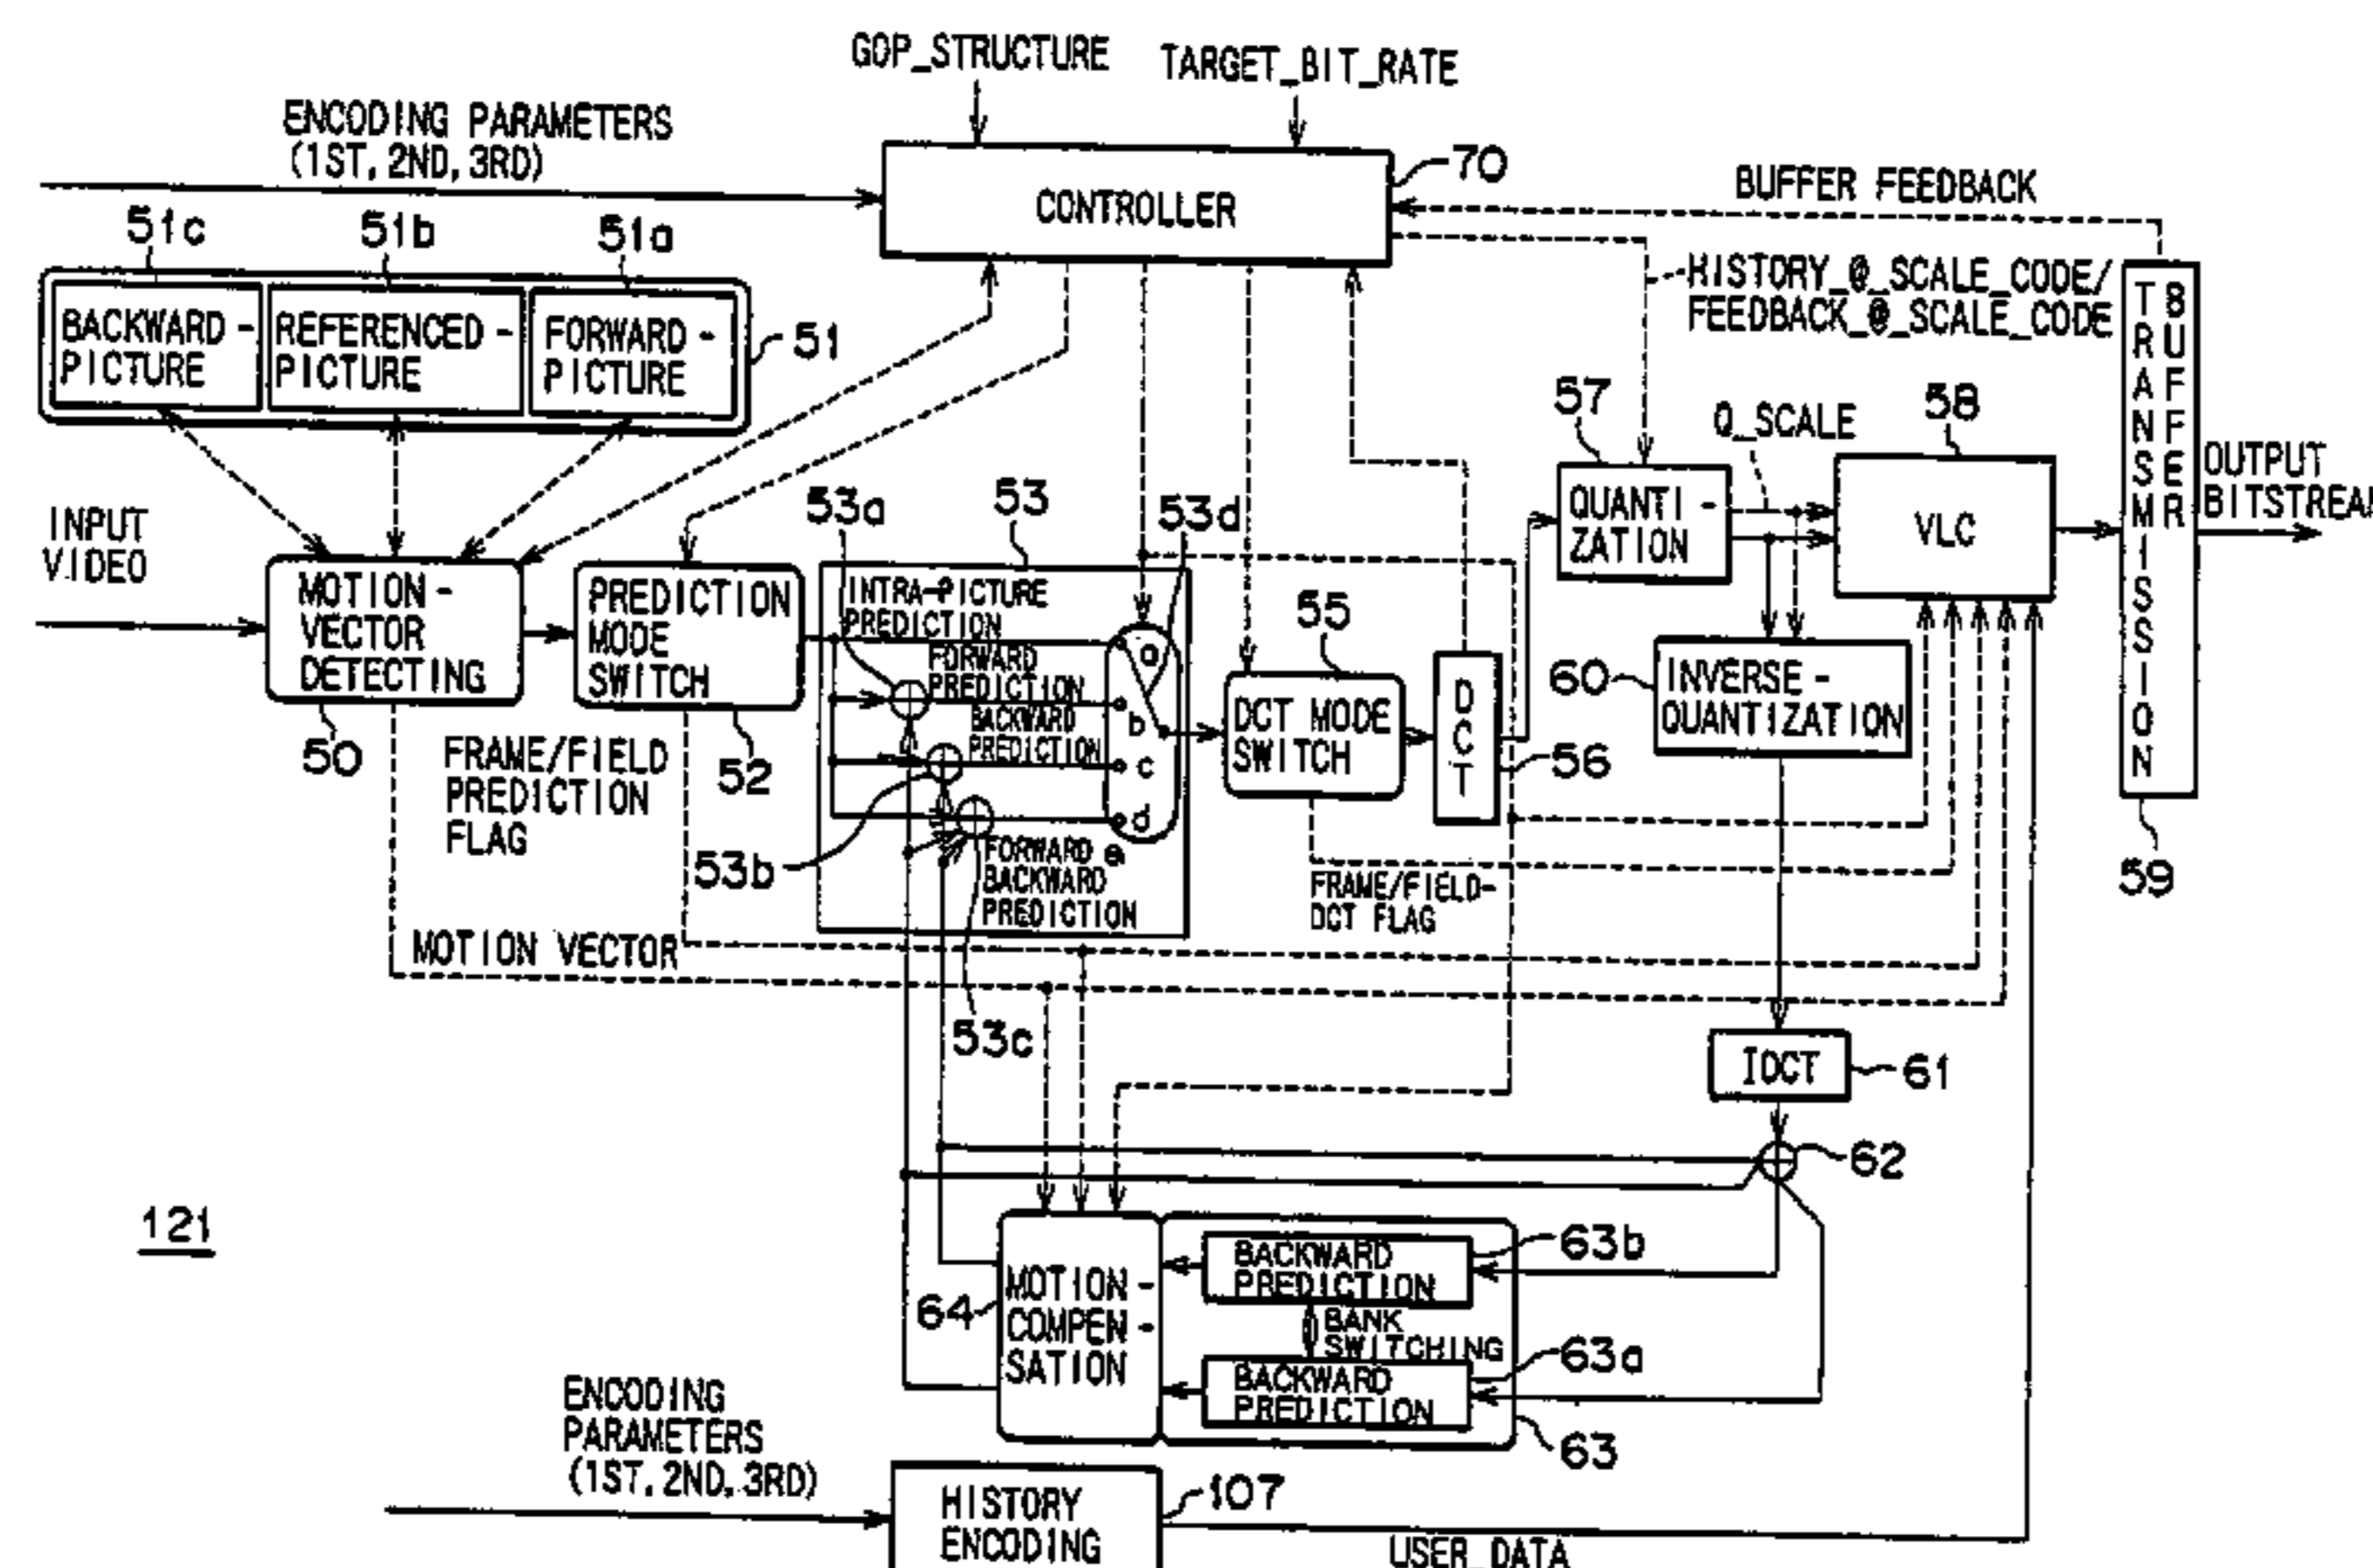 GOP_STRUCTURE
TARGET_BIT_RATE
ENCODING PARAMETERS
(1ST, 2ND, 3RD)
CONTROLLER
70
BUFFER FEEDBACK
51c
51b
51a
BACKWARD-
PICTURE
REFERENCED-
PICTURE
FORWARD-
PICTURE
51
HISTORY_@_SCALE_CODE/
FEEDBACK_@_SCALE_CODE
TRANSMISSION
BUFFER
57
Q_SCALE
58
INPUT
VIDEO
53a
53
53d
QUANTI-
ZATION
VLC
OUTPUT
BITSTREA
MOTION-
VECTOR
DETECTING
PREDICTION
MODE
SWITCH
INTRA-PICTURE
PREDICTION
FORWARD
PREDICTION
BACKWARD
PREDICTION
a
b
c
d
e
55
DCT MODE
SWITCH
DCT
60
INVERSE-
QUANTIZATION
50
FRAME/FIELD
PREDICTION
FLAG
52
56
53b
FORWARD
BACKWARD
PREDICTION
FRAME/FIELD-
DCT FLAG
59
MOTION VECTOR
53c
IDCT
61
62
121
64
MOTION-
COMPEN-
SATION
BACKWARD
PREDICTION
63b
BANK
SWITCHING
BACKWARD
PREDICTION
63a
63
ENCODING
PARAMETERS
(1ST, 2ND, 3RD)
HISTORY
ENCODING
107
USER_DATA